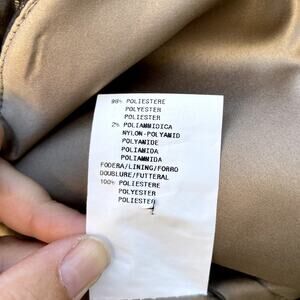 98% POLIESTERE
POLYESTER
POLIESTER
2% POLIAMMIDICA
NYLON-POLYAMID
POLYAMIDE
POLIAMIDA
POLIAMMIDA
FODERA/LINING/FORRO
DOUBLURE/FUTTERAL
100% POLIESTERE
POLYESTER
POLIESTER